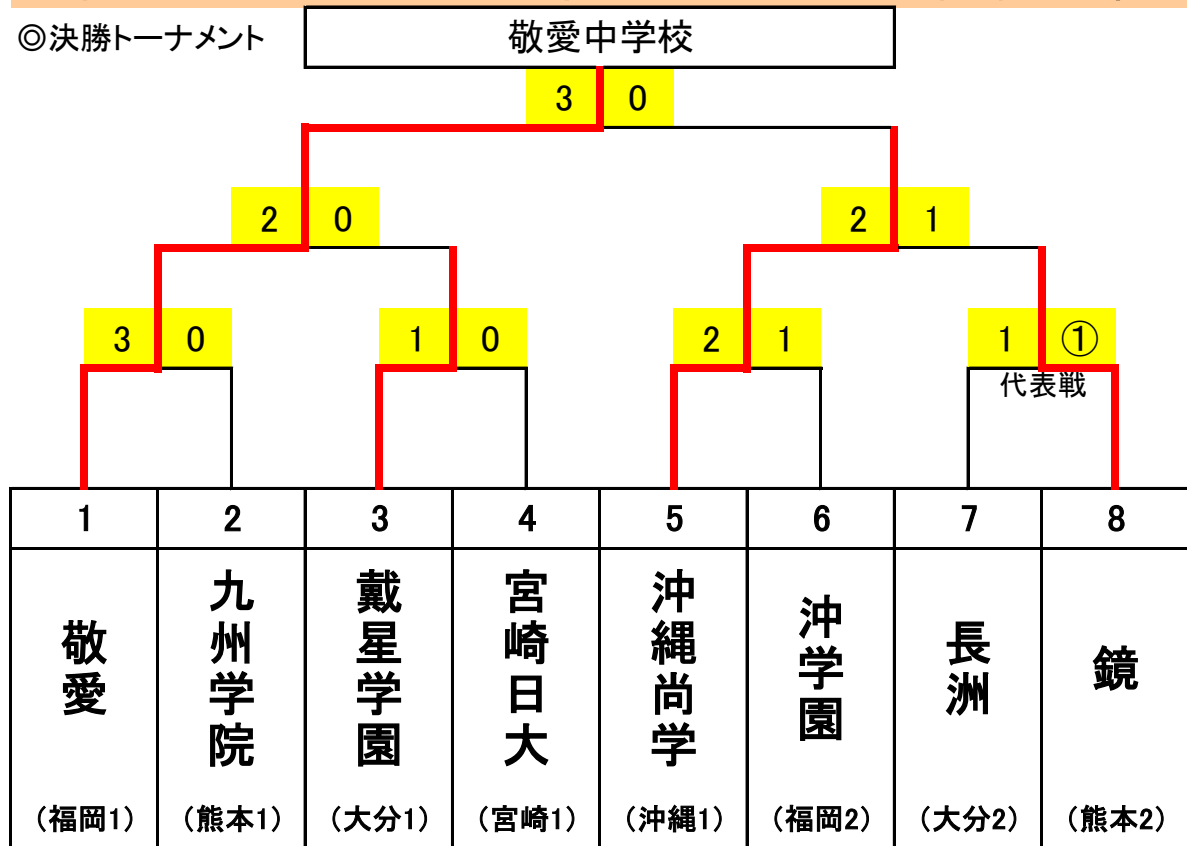 ◎決勝トーナメント
敬愛中学校
3 0
2 0
2 1
3 0
1 0
2 1
1 ①
代表戦
1 2 3 4 5 6 7 8
敬愛
九州学院
戴星学園
宮崎日大
沖縄尚学
沖学園
長洲
鏡
（福岡1）
（熊本1）
（大分1）
（宮崎1）
（沖縄1）
（福岡2）
（大分2）
（熊本2）